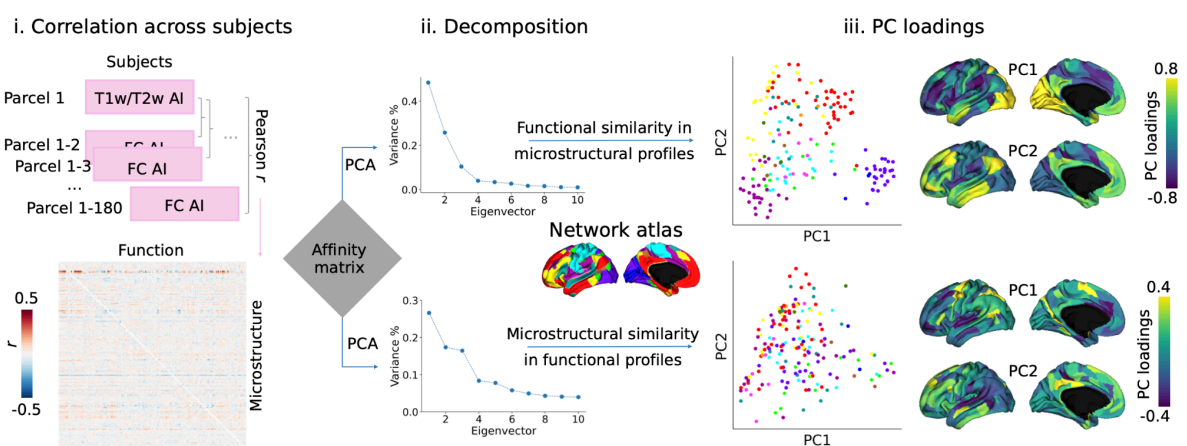 i. Correlation across subjects
Subjects
Parcel 1
T1w/T2w AI
Parcel 1-2
FC AI
Parcel 1-3
FC AI
...
Parcel 1-180
FC AI
...
Pearson r
Function
Microstructure
0.5
r
-0.5
PCA
Affinity
matrix
PCA
ii. Decomposition
Variance %
0.4
0.2
0.0
2
4
6
8
10
Eigenvector
Functional similarity in
microstructural profiles
Network atlas
Variance %
0.3
0.2
0.1
0.0
2
4
6
8
10
Eigenvector
Microstructural similarity
in functional profiles
iii. PC loadings
PC2
PC1
PC1
PC2
0.8
PC loadings
-0.8
PC2
PC1
PC1
PC2
0.4
PC loadings
-0.4